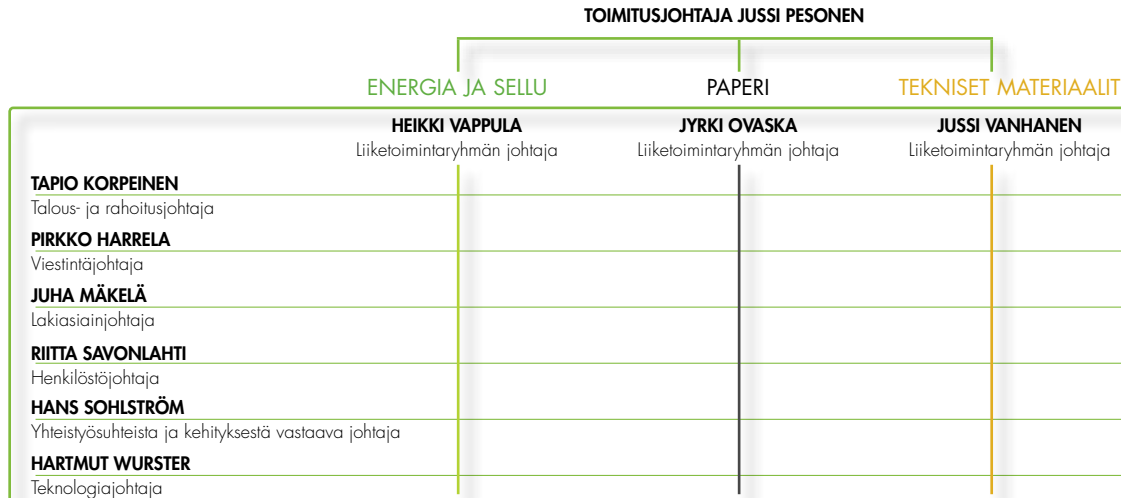 TOIMITUSJOHTAJA JUSSI PESONEN
ENERGIA JA SELLU
PAPERI
TEKNISET MATERIAALIT
HEIKKI VAPPULA
Liiketoimintaryhmän johtaja
JYRKI OVASKA
Liiketoimintaryhmän johtaja
JUSSI VANHANEN
Liiketoimintaryhmän johtaja
TAPIO KORPEINEN
Talous- ja rahoitusjohtaja
PIRKKO HARRELA
Viestintäjohtaja
JUHA MÄKELÄ
Lakiasiainjohtaja
RIITTA SAVONLAHTI
Henkilöstöjohtaja
HANS SOHLSTRÖM
Yhteistyösuhteista ja kehityksestä vastaava johtaja
HARTMUT WURSTER
Teknologiajohtaja